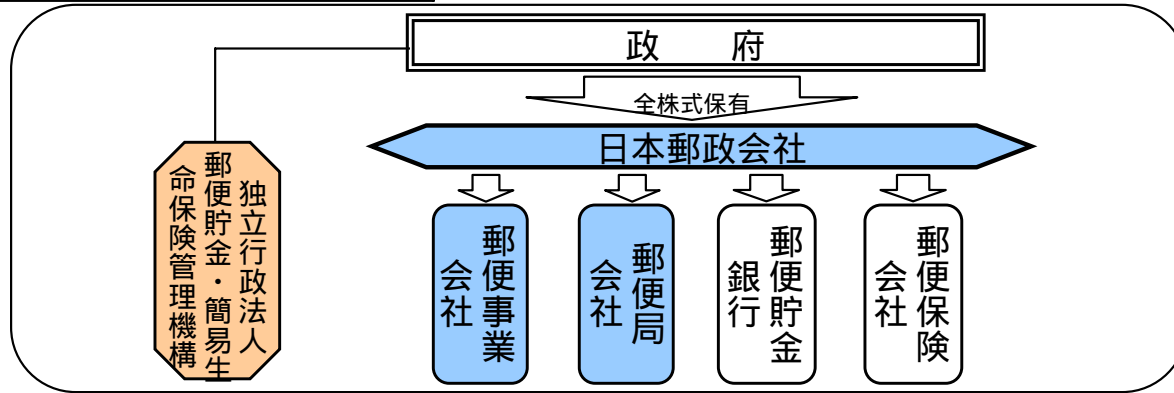 政　　府
全株式保有
日本郵政会社
独立行政法人
郵便貯金・簡易生
命保険管理機構
郵便事業
会社
郵便局
会社
郵便貯金
銀行
郵便保険
会社